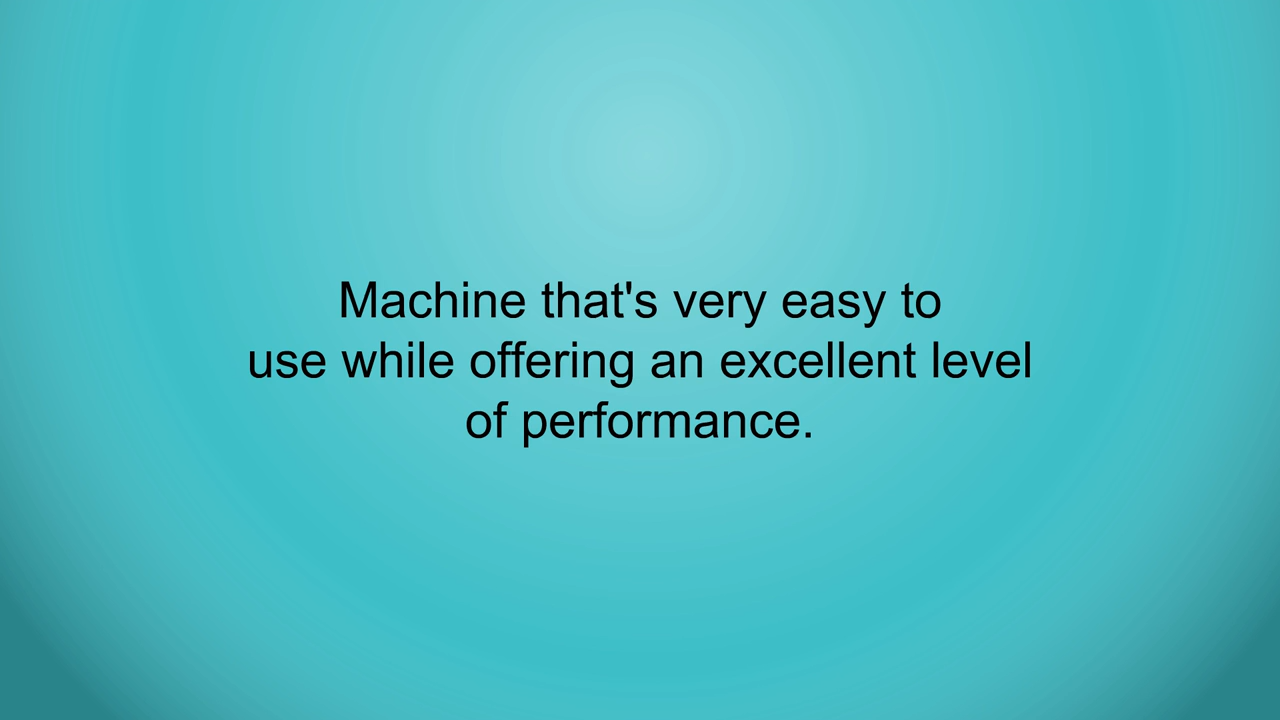 Machine that's very easy to
use while offering an excellent level
of performance.